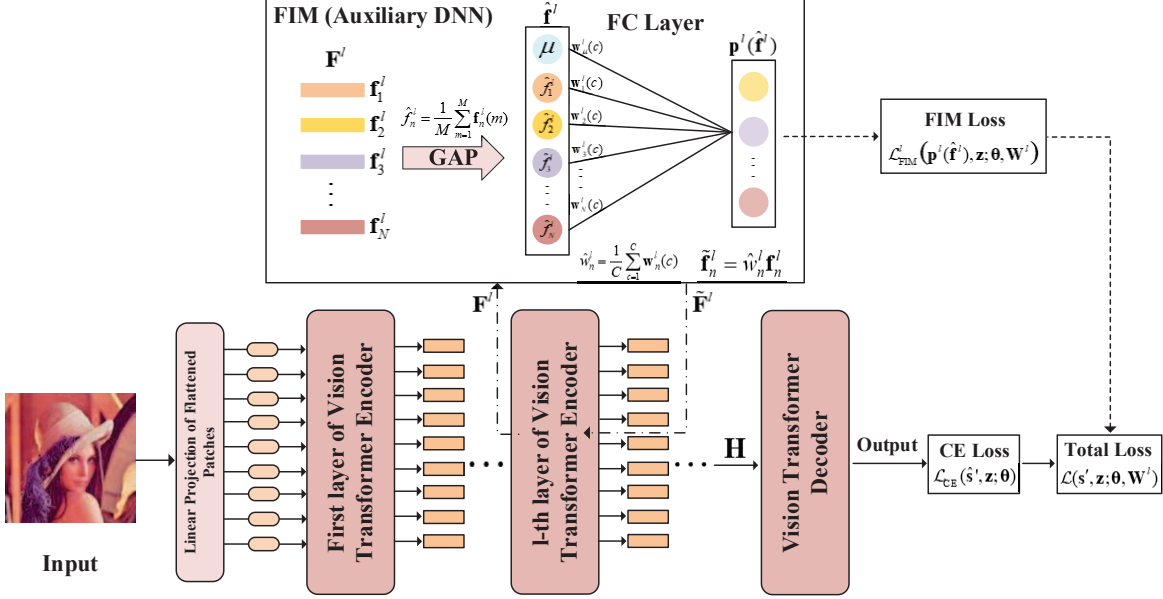 FIM (Auxiliary DNN)
F^l
f_1^l
f_2^l
f_3^l
f_N^l
f̂_n^l = 1/M ∑_{m=1}^{M} f_n^l(m)
GAP
f̂^l
μ
f̂_1^l
f̂_2^l
f̂_3^l
f̂_N^l
FC Layer
w_μ^l(c)
w_1^l(c)
w_2^l(c)
w_3^l(c)
w_N^l(c)
p^l(f̂^l)
ŵ_n^l = 1/C ∑_{c=1}^{C} w_n^l(c)
f̃_n^l = ŵ_n^l f_n^l
FIM Loss
ℒ_FIM^l (p^l(f̂^l), z; θ, W^l)
F^l
F̃^l
Input
Linear Projection of Flattened
Patches
First layer of Vision
Transformer Encoder
l-th layer of Vision
Transformer Encoder
H
Vision Transformer
Decoder
Output
CE Loss
ℒ_CE(ŝ', z; θ)
Total Loss
ℒ(s', z; θ, W^l)